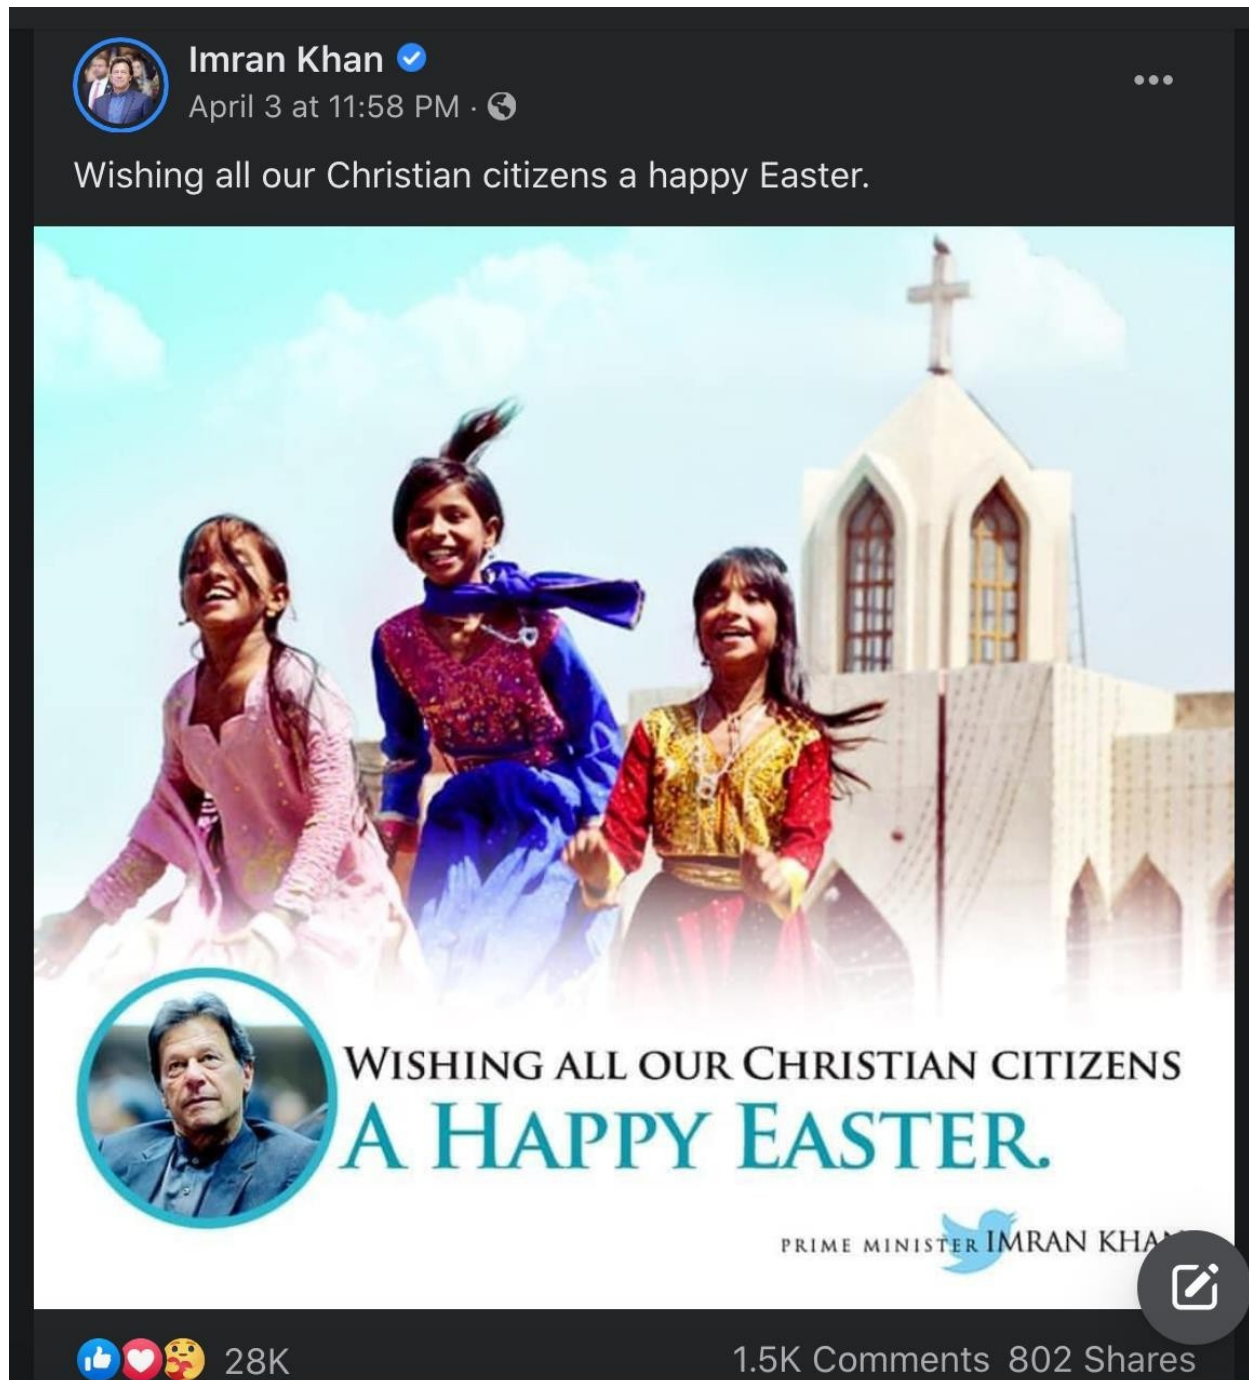 Imran Khan
April 3 at 11:58 PM ·
Wishing all our Christian citizens a happy Easter.
WISHING ALL OUR CHRISTIAN CITIZENS
A HAPPY EASTER.
PRIME MINISTER IMRAN
28K
1.5K Comments 802 Shares